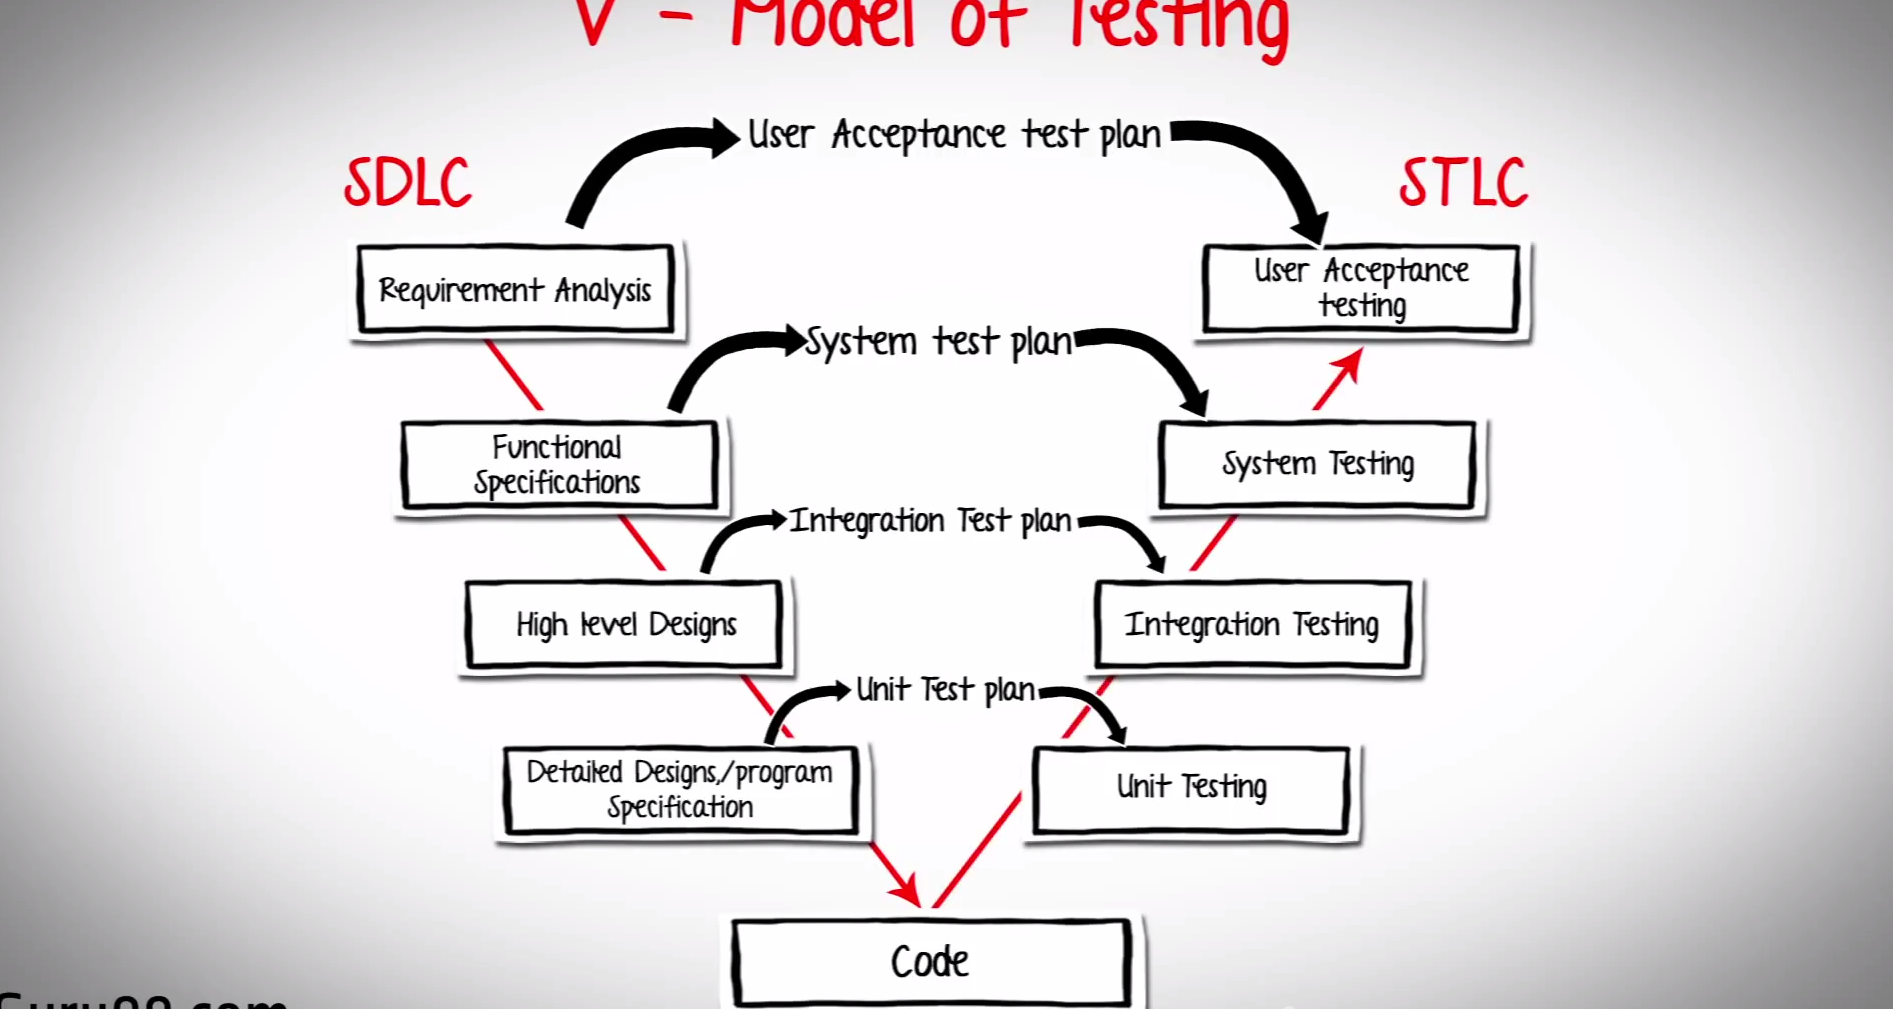 V - Model of Testing
User Acceptance test plan
SDLC
STLC
Requirement Analysis
User Acceptance
testing
System test plan
Functional
Specifications
System Testing
Integration Test plan
High level Designs
Integration Testing
Unit Test plan
Detailed Designs,/program
Specification
Unit Testing
Code
Guru99.com